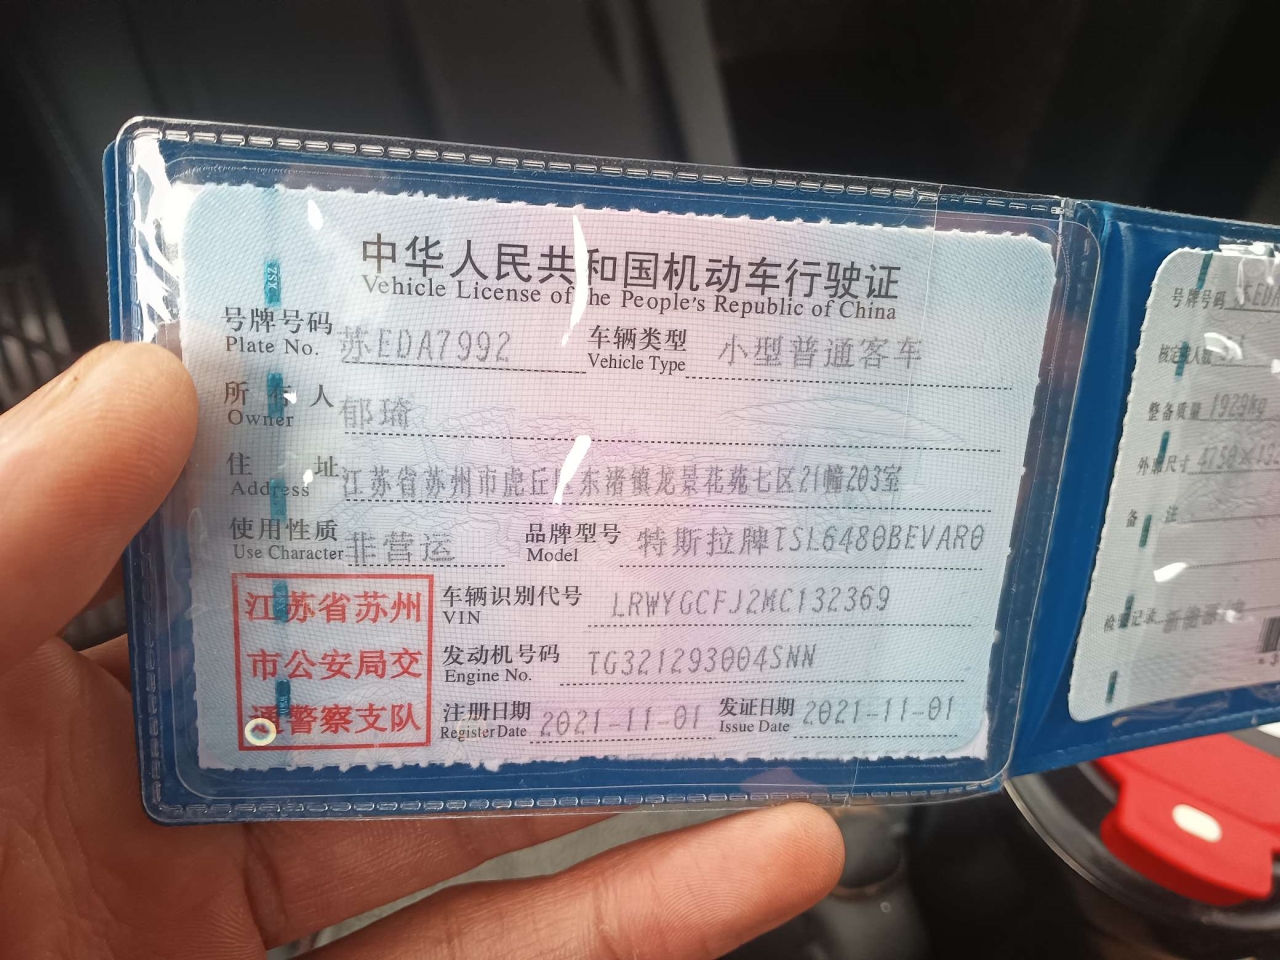 中华人民共和国机动车行驶证
Vehicle License of the People's Republic of China
号牌号码 苏EDA7992 车辆类型 小型普通客车
Plate No. Vehicle Type
所有人 郁琦
Owner
住址 江苏省苏州市虎丘区东渚镇龙景花苑七区21幢203室
Address
使用性质 非营运 品牌型号 特斯拉牌TSL6480BEVAR0
Use Character Model
江苏省苏州
市公安局交
通警察支队
车辆识别代号 LRWYGCFJ2MC132369
VIN
发动机号码 TG321293004SNN
Engine No.
注册日期 2021-11-01 发证日期 2021-11-01
Register Date Issue Date
XSZ
号牌号码
核定人数
整备质量 1929kg
外廓尺寸
备注
检验记录